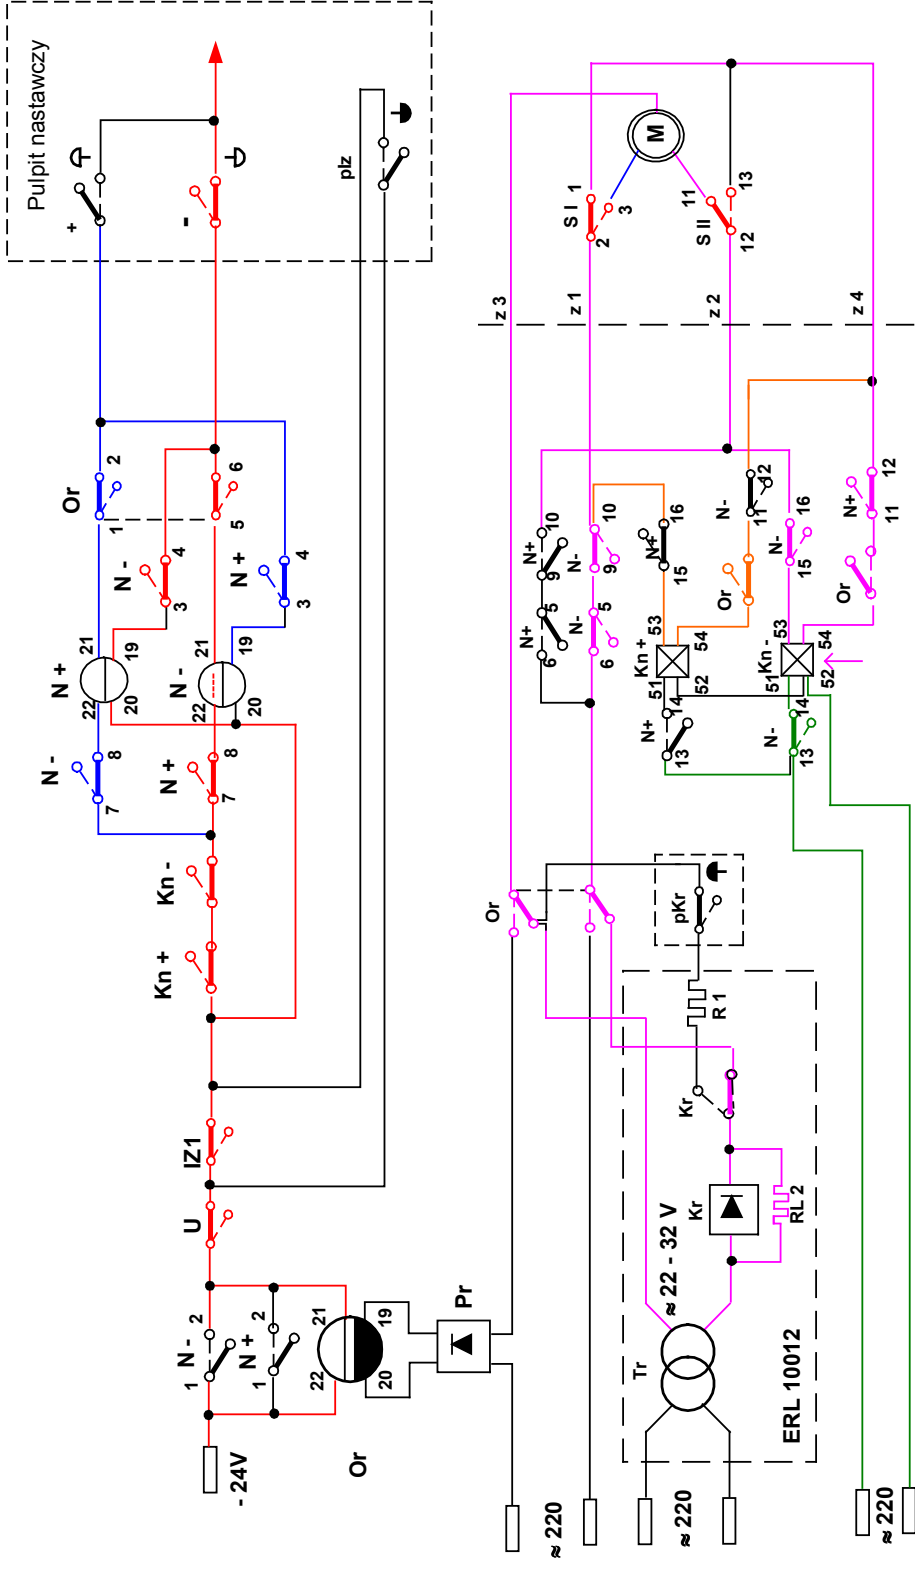 Pulpit nastawczy
+
-
plz
Or
1
2
N -
3
4
5
6
N +
3
4
N +
21
19
22
20
N -
21
19
22
20
N -
7
8
N +
7
8
Kn -
Kn +
IZ1
U
N -
1
2
N +
1
2
21
22
19
20
Or
- 24V
Pr
≈ 220
≈ 220
≈ 220
M
S I
1
2
3
S II
11
12
13
z 3
z 1
z 2
z 4
N+
10
9
N+
5
6
N-
10
9
N-
5
6
N+
16
15
N-
12
11
Or
N-
16
15
N+
12
11
Or
Kn +
53
54
51
52
Kn -
53
54
51
52
N+
14
13
N-
14
13
Or
pKr
R 1
Kr
Kr
RL 2
≈ 22 - 32 V
Tr
ERL 10012